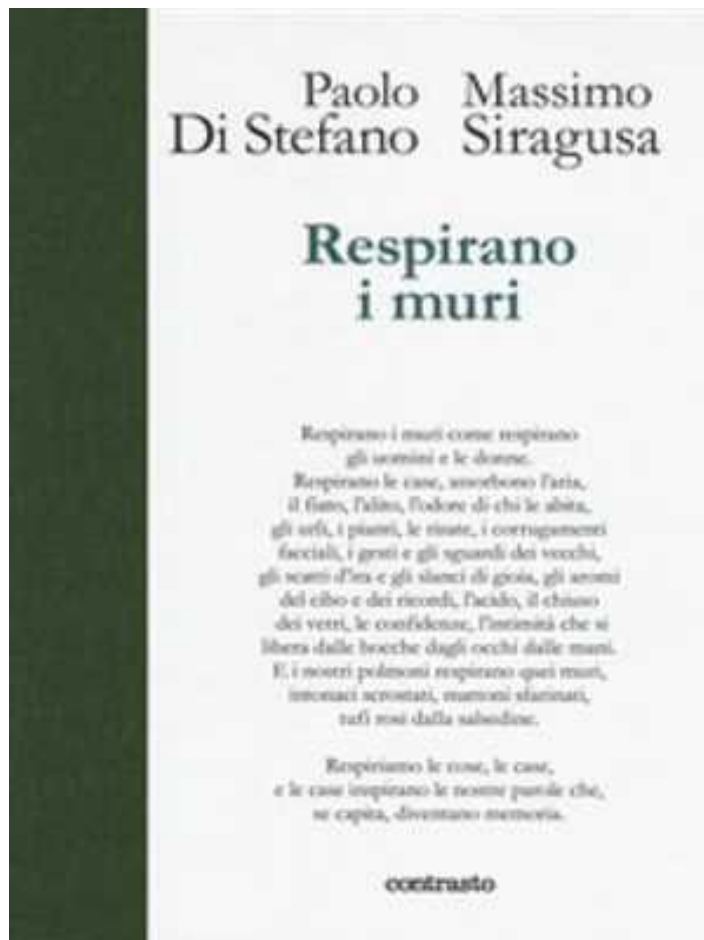 Paolo Massimo
Di Stefano Siragusa
Respirano
i muri
Respirano i muri come respirano
gli uomini e le donne.
Respirano le case, assorbono l'aria,
il fiato, l'alito, l'odore di chi le abita,
gli urli, i pianti, le risate, i corrugamenti
facciali, i gesti e gli sguardi dei vecchi,
gli scatti d'ira e gli slanci di gioia, gli aromi
del cibo e dei ricordi, l'acido, il chiuso
dei vetri, le confidenze, l'intimità che si
libera dalle bocche dagli occhi dalle mani.
E i nostri polmoni respirano quei muri,
intonaci scrostati, mattoni sfarinati,
tufi rosi dalla salsedine.
Respiriamo le cose, le case,
e le case inspirano le nostre parole che,
se capita, diventano memoria.
contrasto